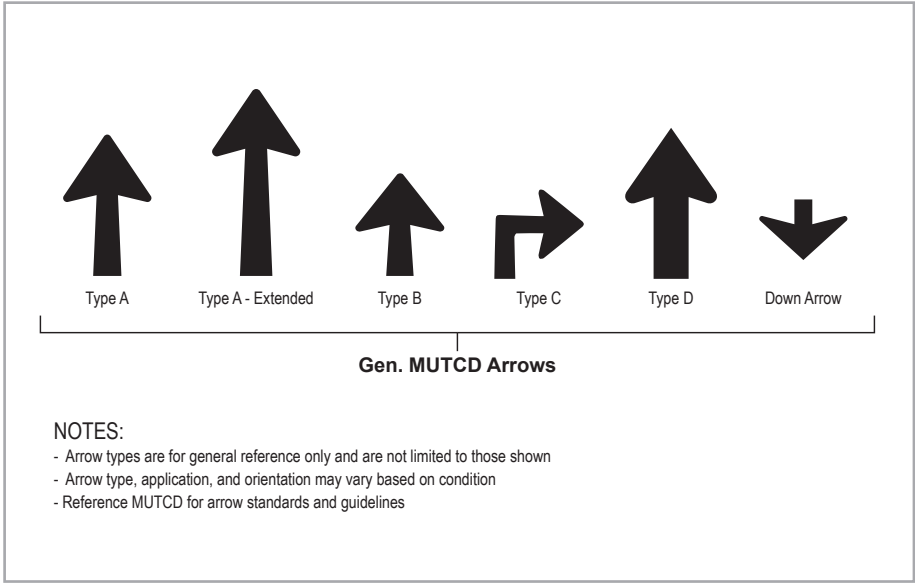 Type A
Type A - Extended
Type B
Type C
Type D
Down Arrow
Gen. MUTCD Arrows
NOTES:
- Arrow types are for general reference only and are not limited to those shown
- Arrow type, application, and orientation may vary based on condition
- Reference MUTCD for arrow standards and guidelines